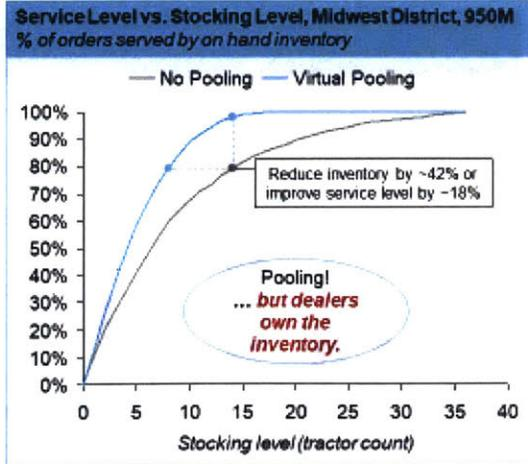 Service Level vs. Stocking Level, Midwest District, 950M
% of orders served by on hand inventory
No Pooling Virtual Pooling
100%
90%
80%
70%
60%
50%
40%
30%
20%
10%
0%
Reduce inventory by ~42% or
improve service level by ~18%
Pooling!
... but dealers
own the
inventory.
0 5 10 15 20 25 30 35 40
Stocking level (tractor count)